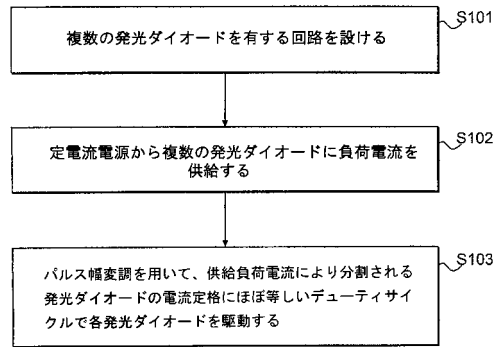 S101
複数の発光ダイオードを有する回路を設ける
S102
定電流電源から複数の発光ダイオードに負荷電流を
供給する
S103
パルス幅変調を用いて、供給負荷電流により分割される
発光ダイオードの電流定格にほぼ等しいデューティサイ
クルで各発光ダイオードを駆動する